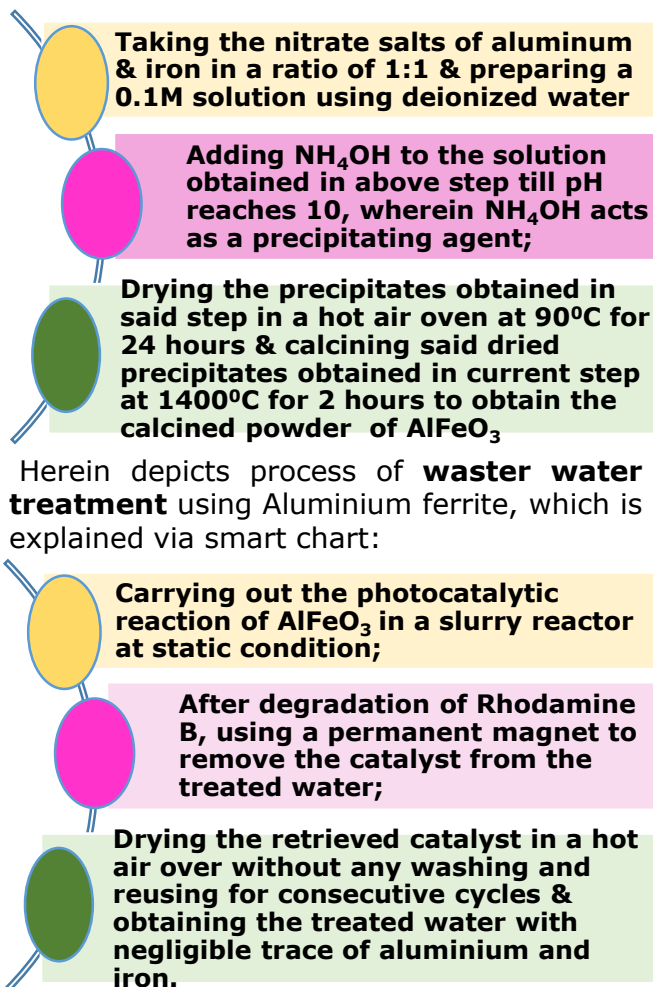 Taking the nitrate salts of aluminum
& iron in a ratio of 1:1 & preparing a
0.1M solution using deionized water
Adding NH₄OH to the solution
obtained in above step till pH
reaches 10, wherein NH₄OH acts
as a precipitating agent;
Drying the precipitates obtained in
said step in a hot air oven at 90⁰C for
24 hours & calcining said dried
precipitates obtained in current step
at 1400⁰C for 2 hours to obtain the
calcined powder of AlFeO₃
Herein depicts process of waster water
treatment using Aluminium ferrite, which is
explained via smart chart:
Carrying out the photocatalytic
reaction of AlFeO₃ in a slurry reactor
at static condition;
After degradation of Rhodamine
B, using a permanent magnet to
remove the catalyst from the
treated water;
Drying the retrieved catalyst in a hot
air over without any washing and
reusing for consecutive cycles &
obtaining the treated water with
negligible trace of aluminium and
iron.